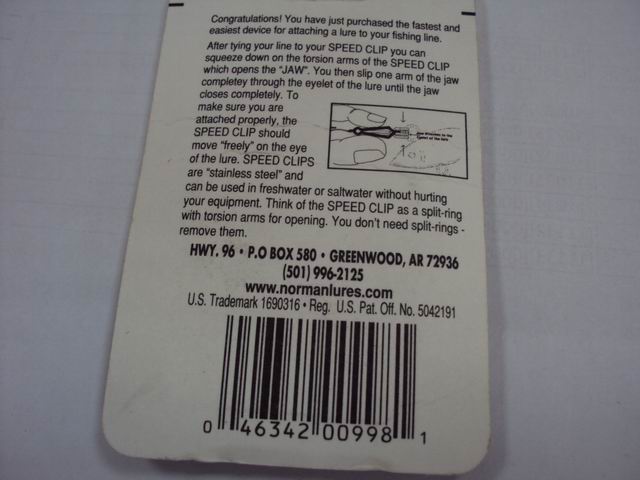 Congratulations! You have just purchased the fastest and
easiest device for attaching a lure to your fishing line.
After tying your line to your SPEED CLIP you can
squeeze down on the torsion arms of the SPEED CLIP
which opens the "JAW". You then slip one arm of the jaw
completey through the eyelet of the lure until the jaw
closes completely. To
make sure you are
attached properly, the
SPEED CLIP should
move "freely" on the eye
of the lure. SPEED CLIPS
are "stainless steel" and
can be used in freshwater or saltwater without hurting
your equipment. Think of the SPEED CLIP as a split-ring
with torsion arms for opening. You don't need split-rings -
remove them.
HWY. 96 • P.O BOX 580 • GREENWOOD, AR 72936
(501) 996-2125
www.normanlures.com
U.S. Trademark 1690316 • Reg. U.S. Pat. Off. No. 5042191
0 46342 00998 1